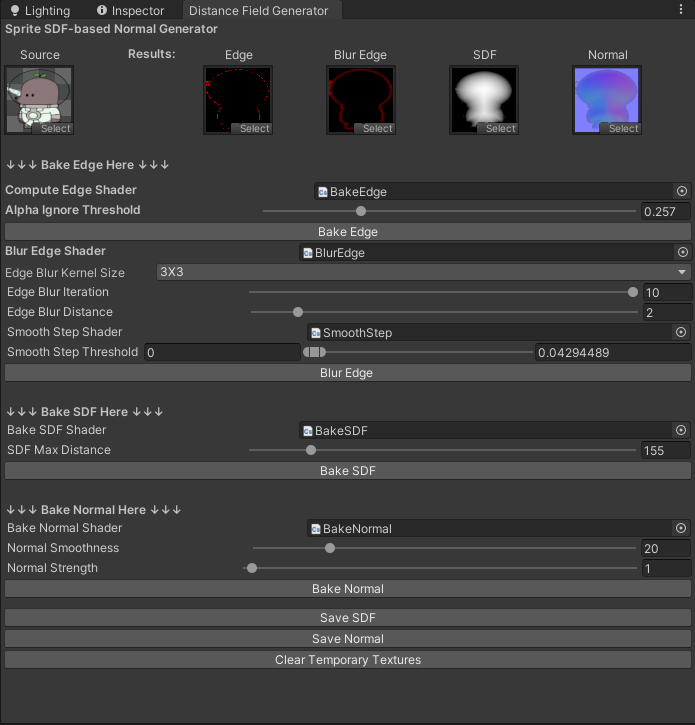 Lighting Inspector Distance Field Generator
Sprite SDF-based Normal Generator
Source Results: Edge Blur Edge SDF Normal
Select Select Select Select Select
↓↓↓ Bake Edge Here ↓↓↓
Compute Edge Shader BakeEdge
Alpha Ignore Threshold 0.257
Bake Edge
Blur Edge Shader BlurEdge
Edge Blur Kernel Size 3X3
Edge Blur Iteration 10
Edge Blur Distance 2
Smooth Step Shader SmoothStep
Smooth Step Threshold 0 0.04294489
Blur Edge
↓↓↓ Bake SDF Here ↓↓↓
Bake SDF Shader BakeSDF
SDF Max Distance 155
Bake SDF
↓↓↓ Bake Normal Here ↓↓↓
Bake Normal Shader BakeNormal
Normal Smoothness 20
Normal Strength 1
Bake Normal
Save SDF
Save Normal
Clear Temporary Textures